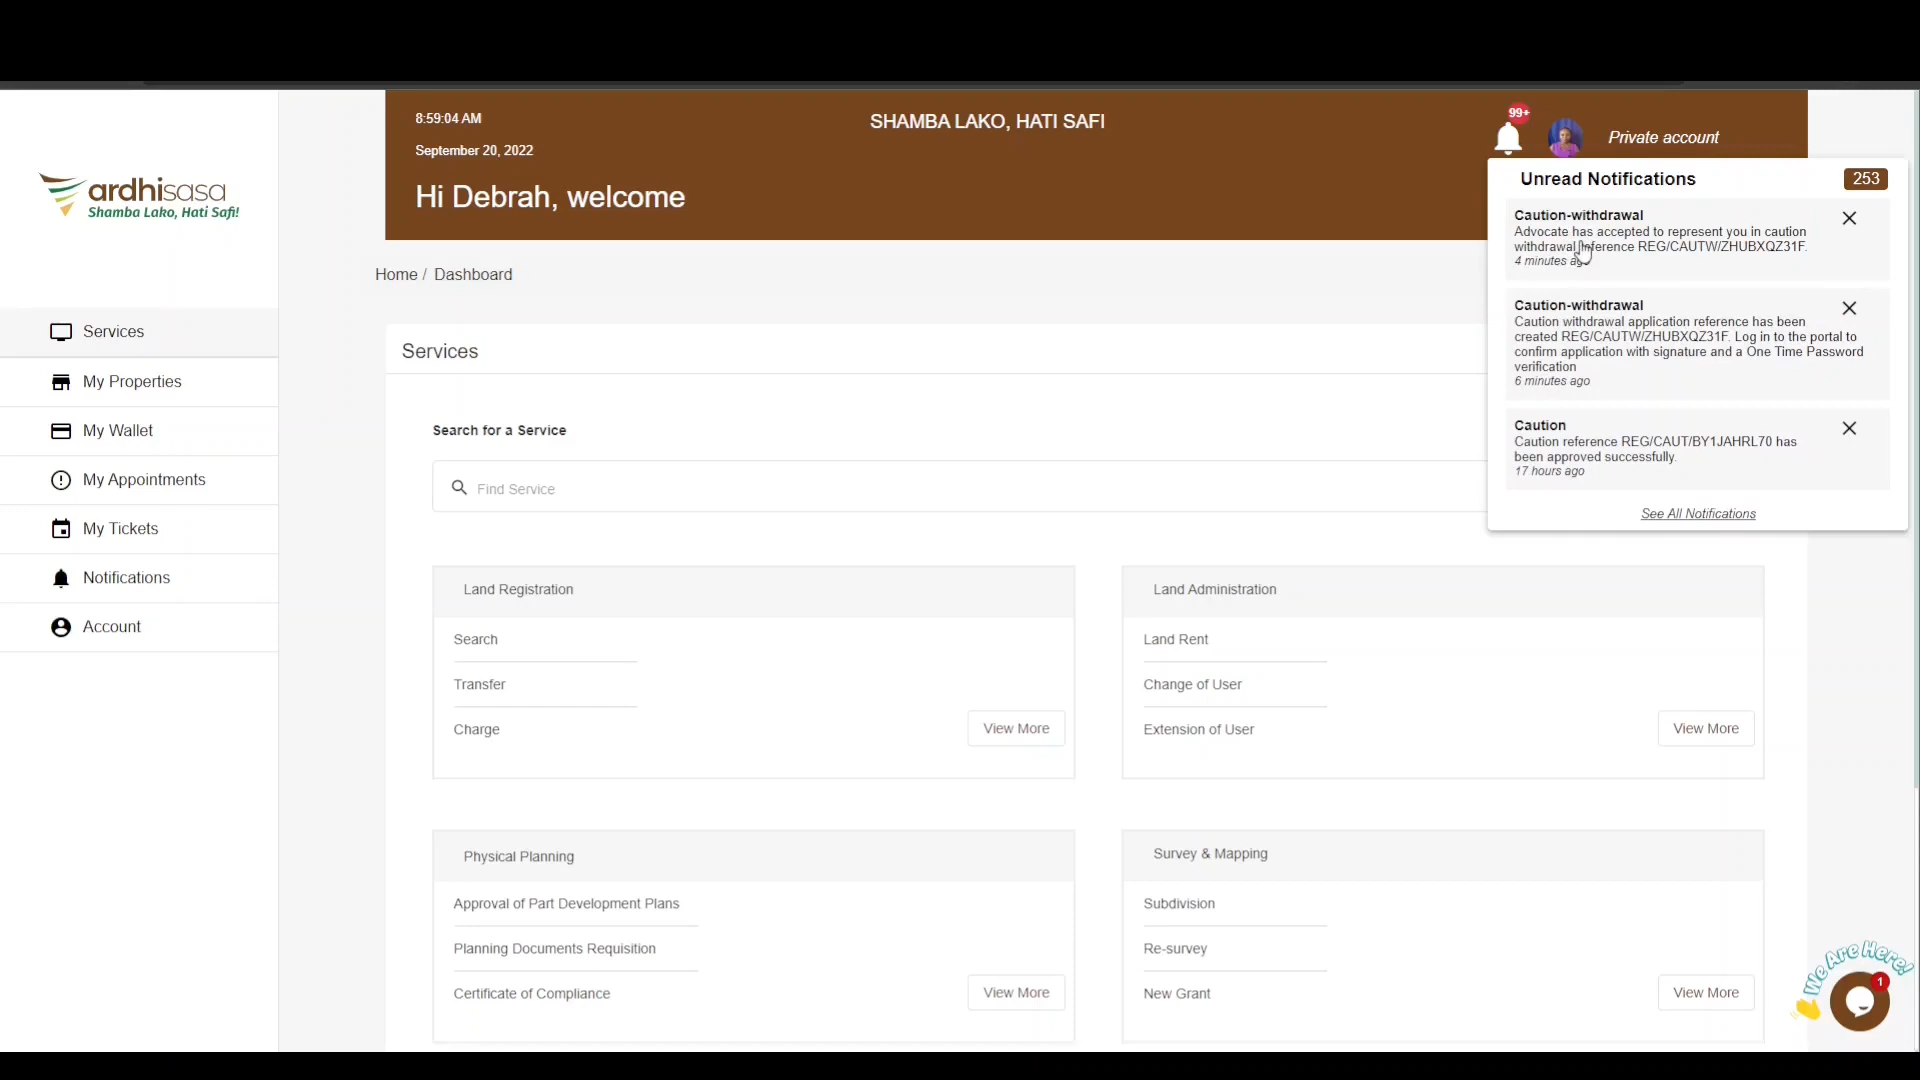 ardhisasa
Shamba Lako, Hati Safi!
Services
My Properties
My Wallet
My Appointments
My Tickets
Notifications
Account
8:59:04 AM
September 20, 2022
SHAMBA LAKO, HATI SAFI
Hi Debrah, welcome
99+
Private account
Home / Dashboard
Unread Notifications
253
Caution-withdrawal
Advocate has accepted to represent you in caution
withdrawal reference REG/CAUTW/ZHUBXQZ31F.
4 minutes ago
Caution-withdrawal
Caution withdrawal application reference has been
created REG/CAUTW/ZHUBXQZ31F. Log in to the portal to
confirm application with signature and a One Time Password
verification
6 minutes ago
Caution
Caution reference REG/CAUT/BY1JAHRL70 has
been approved successfully.
17 hours ago
See All Notifications
Services
Search for a Service
Find Service
Land Registration
Search
Transfer
Charge
View More
Land Administration
Land Rent
Change of User
Extension of User
View More
Physical Planning
Approval of Part Development Plans
Planning Documents Requisition
Certificate of Compliance
View More
Survey & Mapping
Subdivision
Re-survey
New Grant
View More
We Are Here!
1